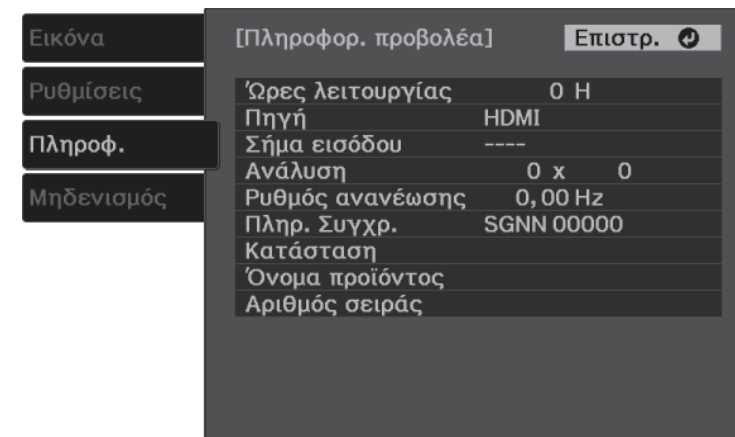 Εικόνα
Ρυθμίσεις
Πληροφ.
Μηδενισμός
[Πληροφορ. προβολέα] Επιστρ.
Ώρες λειτουργίας 0 H
Πηγή HDMI
Σήμα εισόδου ----
Ανάλυση 0 x 0
Ρυθμός ανανέωσης 0,00 Hz
Πληρ. Συγχρ. SGNN 00000
Κατάσταση
Όνομα προϊόντος
Αριθμός σειράς